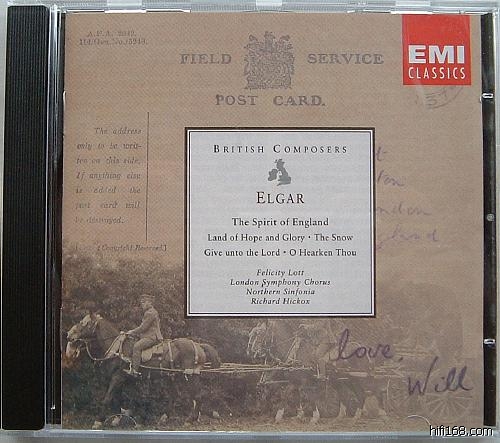 A.F.A. 2042.
114/Gen. No./5248.
FIELD SERVICE
POST CARD.
The address
only to be writ-
ten on this side.
If anything else
is added the
post card will
be destroyed.
[Copyright Reserved]
EMI
CLASSICS
BRITISH COMPOSERS
ELGAR
The Spirit of England
Land of Hope and Glory · The Snow
Give unto the Lord · O Hearken Thou
Felicity Lott
London Symphony Chorus
Northern Sinfonia
Richard Hickox
love,
Will
hifi168.com